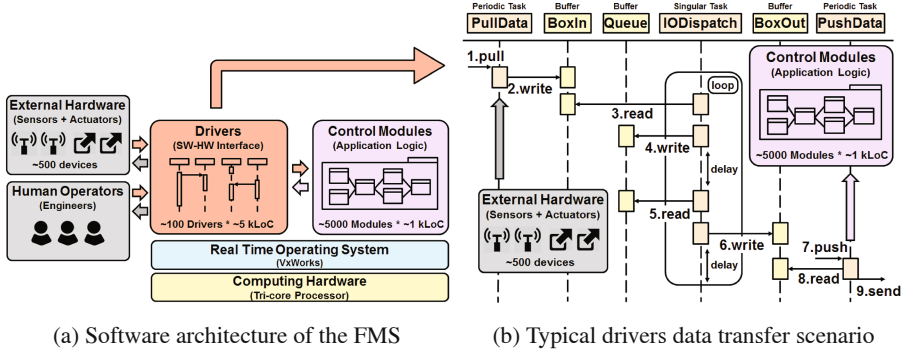 External Hardware
(Sensors + Actuators)
~500 devices
Human Operators
(Engineers)
Drivers
(SW-HW Interface)
~100 Drivers * ~5 kLoC
Control Modules
(Application Logic)
~5000 Modules * ~1 kLoC
Real Time Operating System
(VxWorks)
Computing Hardware
(Tri-core Processor)
(a) Software architecture of the FMS
Periodic Task
PullData
Buffer
BoxIn
Buffer
Queue
Singular Task
IODispatch
Buffer
BoxOut
Periodic Task
PushData
1.pull
2.write
loop
3.read
4.write
delay
5.read
6.write
delay
7.push
8.read
9.send
External Hardware
(Sensors + Actuators)
~500 devices
Control Modules
(Application Logic)
~5000 Modules * ~1 kLoC
(b) Typical drivers data transfer scenario